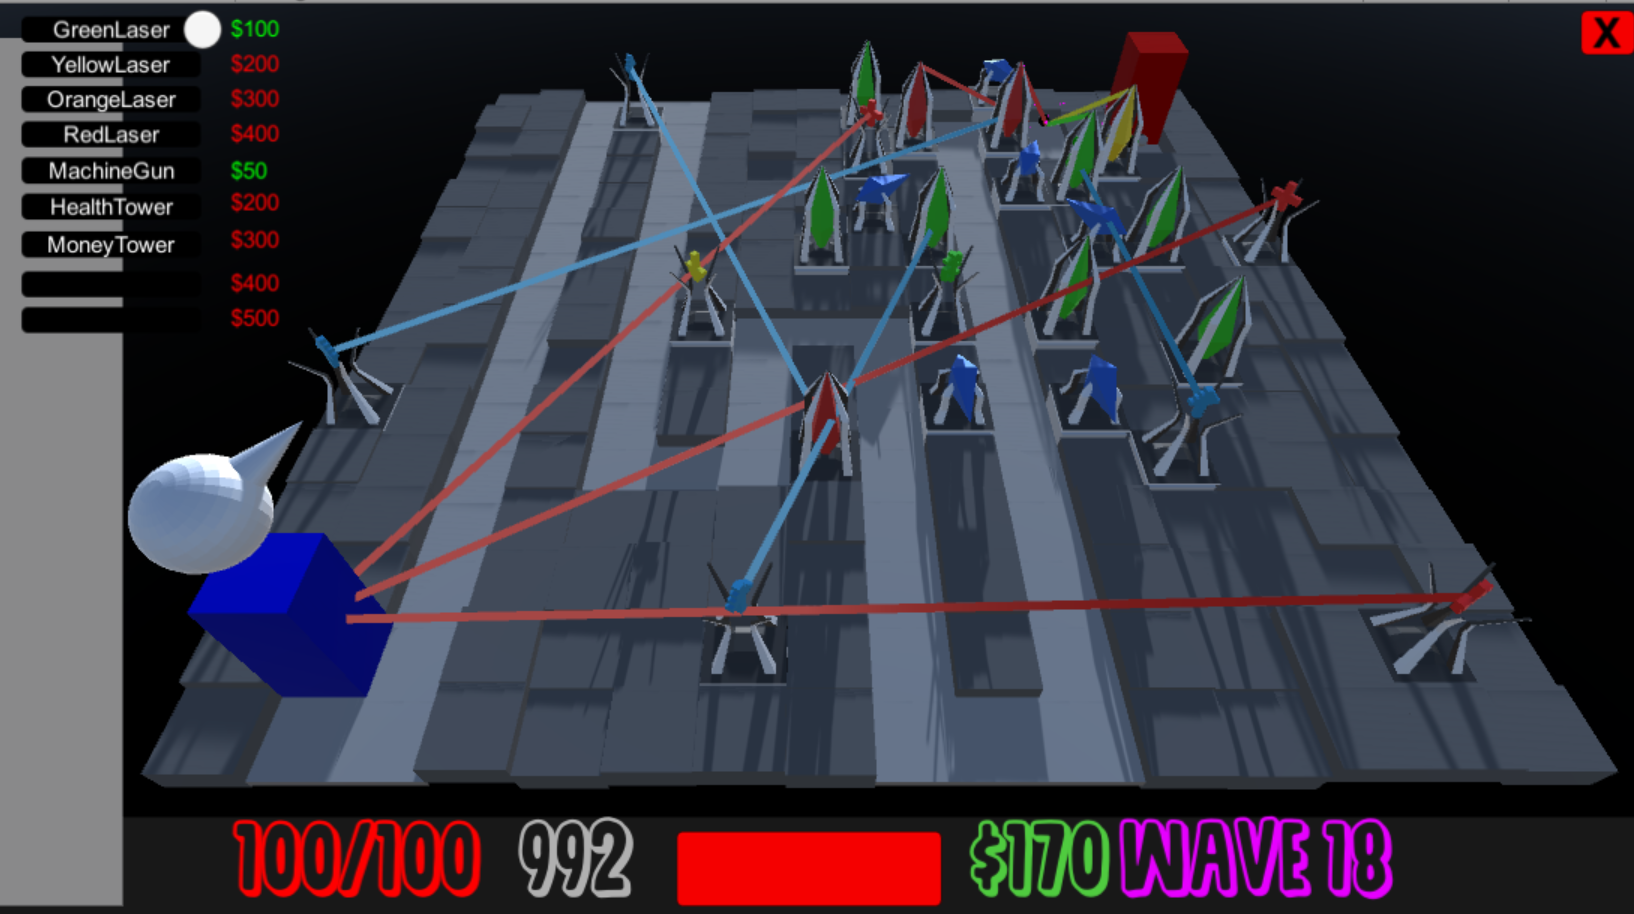 GreenLaser $100
YellowLaser $200
OrangeLaser $300
RedLaser $400
MachineGun $50
HealthTower $200
MoneyTower $300
$400
$500
X
100/100 992 $170 WAVE 18